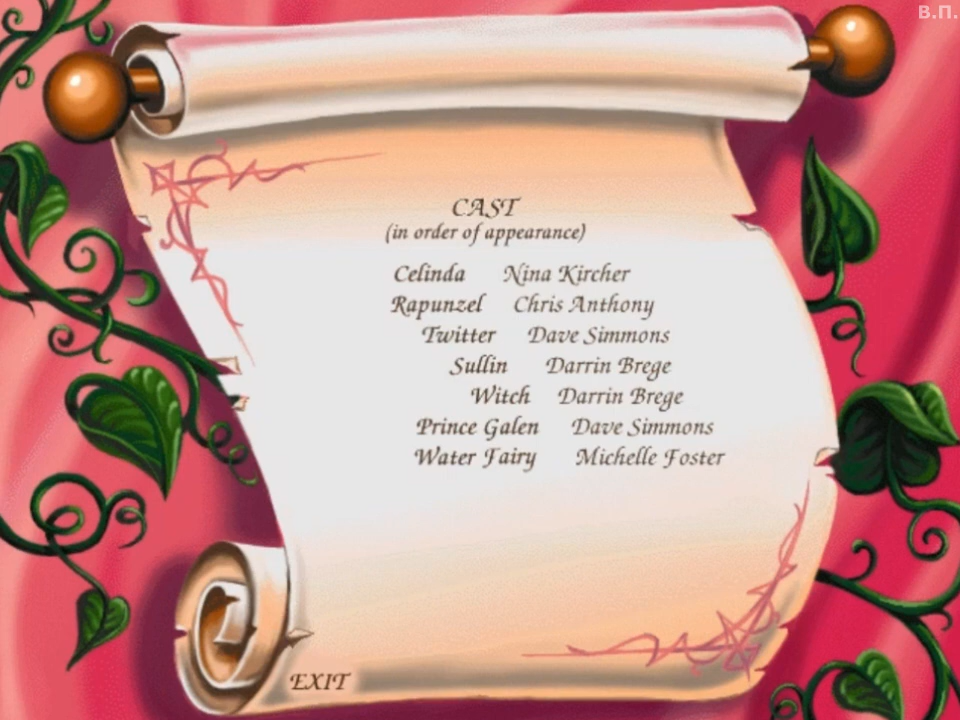 В.П.
CAST
(in order of appearance)
Celinda Nina Kircher
Rapunzel Chris Anthony
Twitter Dave Simmons
Sullin Darrin Brege
Witch Darrin Brege
Prince Galen Dave Simmons
Water Fairy Michelle Foster
EXIT